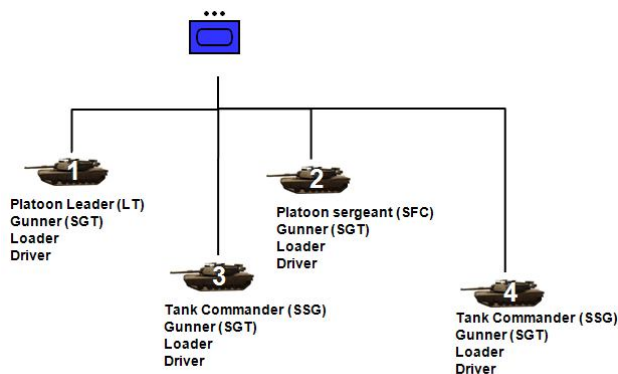 1
Platoon Leader (LT)
Gunner (SGT)
Loader
Driver
2
Platoon sergeant (SFC)
Gunner (SGT)
Loader
Driver
3
Tank Commander (SSG)
Gunner (SGT)
Loader
Driver
4
Tank Commander (SSG)
Gunner (SGT)
Loader
Driver